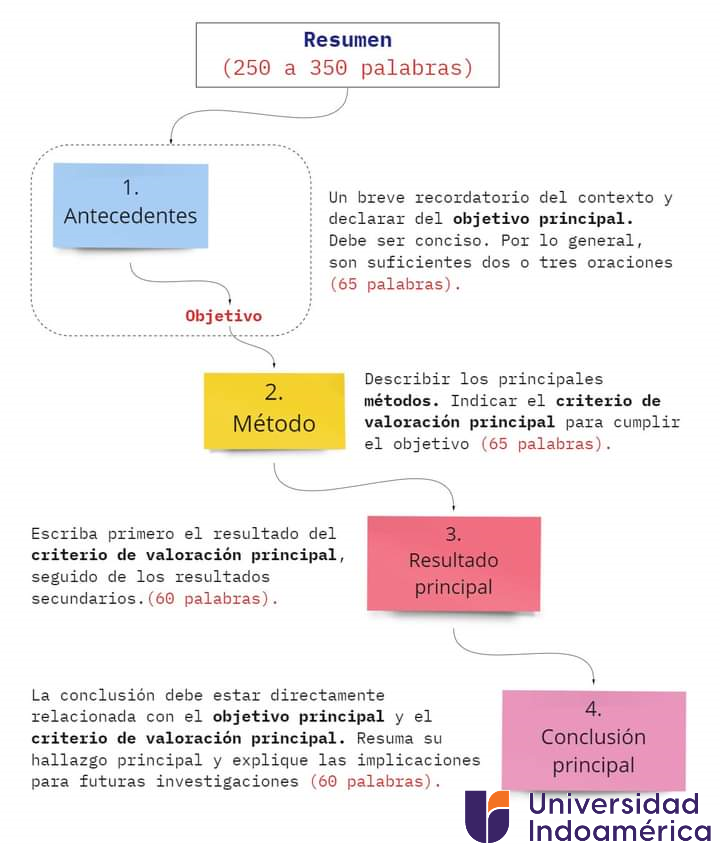 Resumen
(250 a 350 palabras)
1.
Antecedentes
Un breve recordatorio del contexto y
declarar del objetivo principal.
Debe ser conciso. Por lo general,
son suficientes dos o tres oraciones
(65 palabras).
Objetivo
2.
Método
Describir los principales
métodos. Indicar el criterio de
valoración principal para cumplir
el objetivo (65 palabras).
3.
Resultado
principal
Escriba primero el resultado del
criterio de valoración principal,
seguido de los resultados
secundarios.(60 palabras).
4.
Conclusión
principal
La conclusión debe estar directamente
relacionada con el objetivo principal y el
criterio de valoración principal. Resuma su
hallazgo principal y explique las implicaciones
para futuras investigaciones (60 palabras).
Universidad
Indoamérica